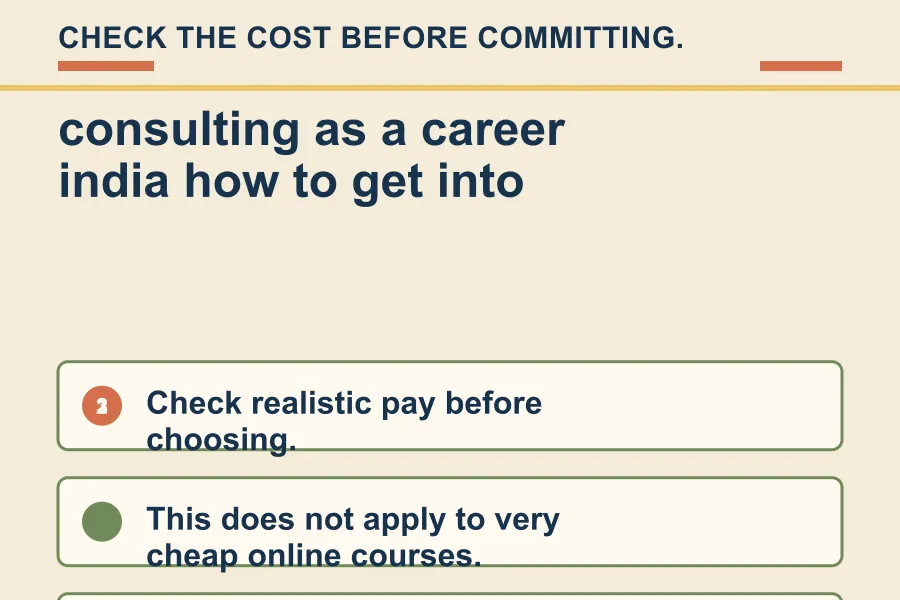 CHECK THE COST BEFORE COMMITTING.
consulting as a career
india how to get into
Check realistic pay before
choosing.
This does not apply to very
cheap online courses.